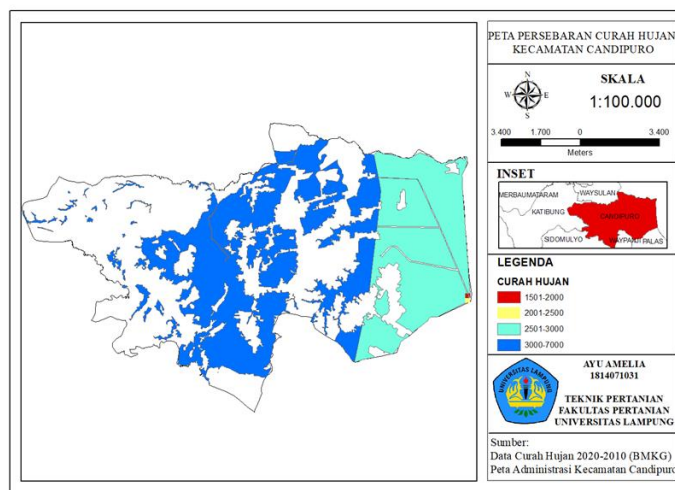 PETA PERSEBARAN CURAH HUJAN
KECAMATAN CANDIPURO
N
W E
S
SKALA
1:100.000
3.400 1.700 0 3.400
Meters
INSET
MERBAUMATARAM
WAYSULAN
KATIBUNG
CANDIPURO
SIDOMULYO
WAYPANJI
PALAS
LEGENDA
CURAH HUJAN
1501-2000
2001-2500
2501-3000
3000-7000
UNIVERSITAS LAMPUNG
AYU AMELIA
1814071031
TEKNIK PERTANIAN
FAKULTAS PERTANIAN
UNIVERSITAS LAMPUNG
Sumber:
Data Curah Hujan 2020-2010 (BMKG)
Peta Administrasi Kecamatan Candipuro